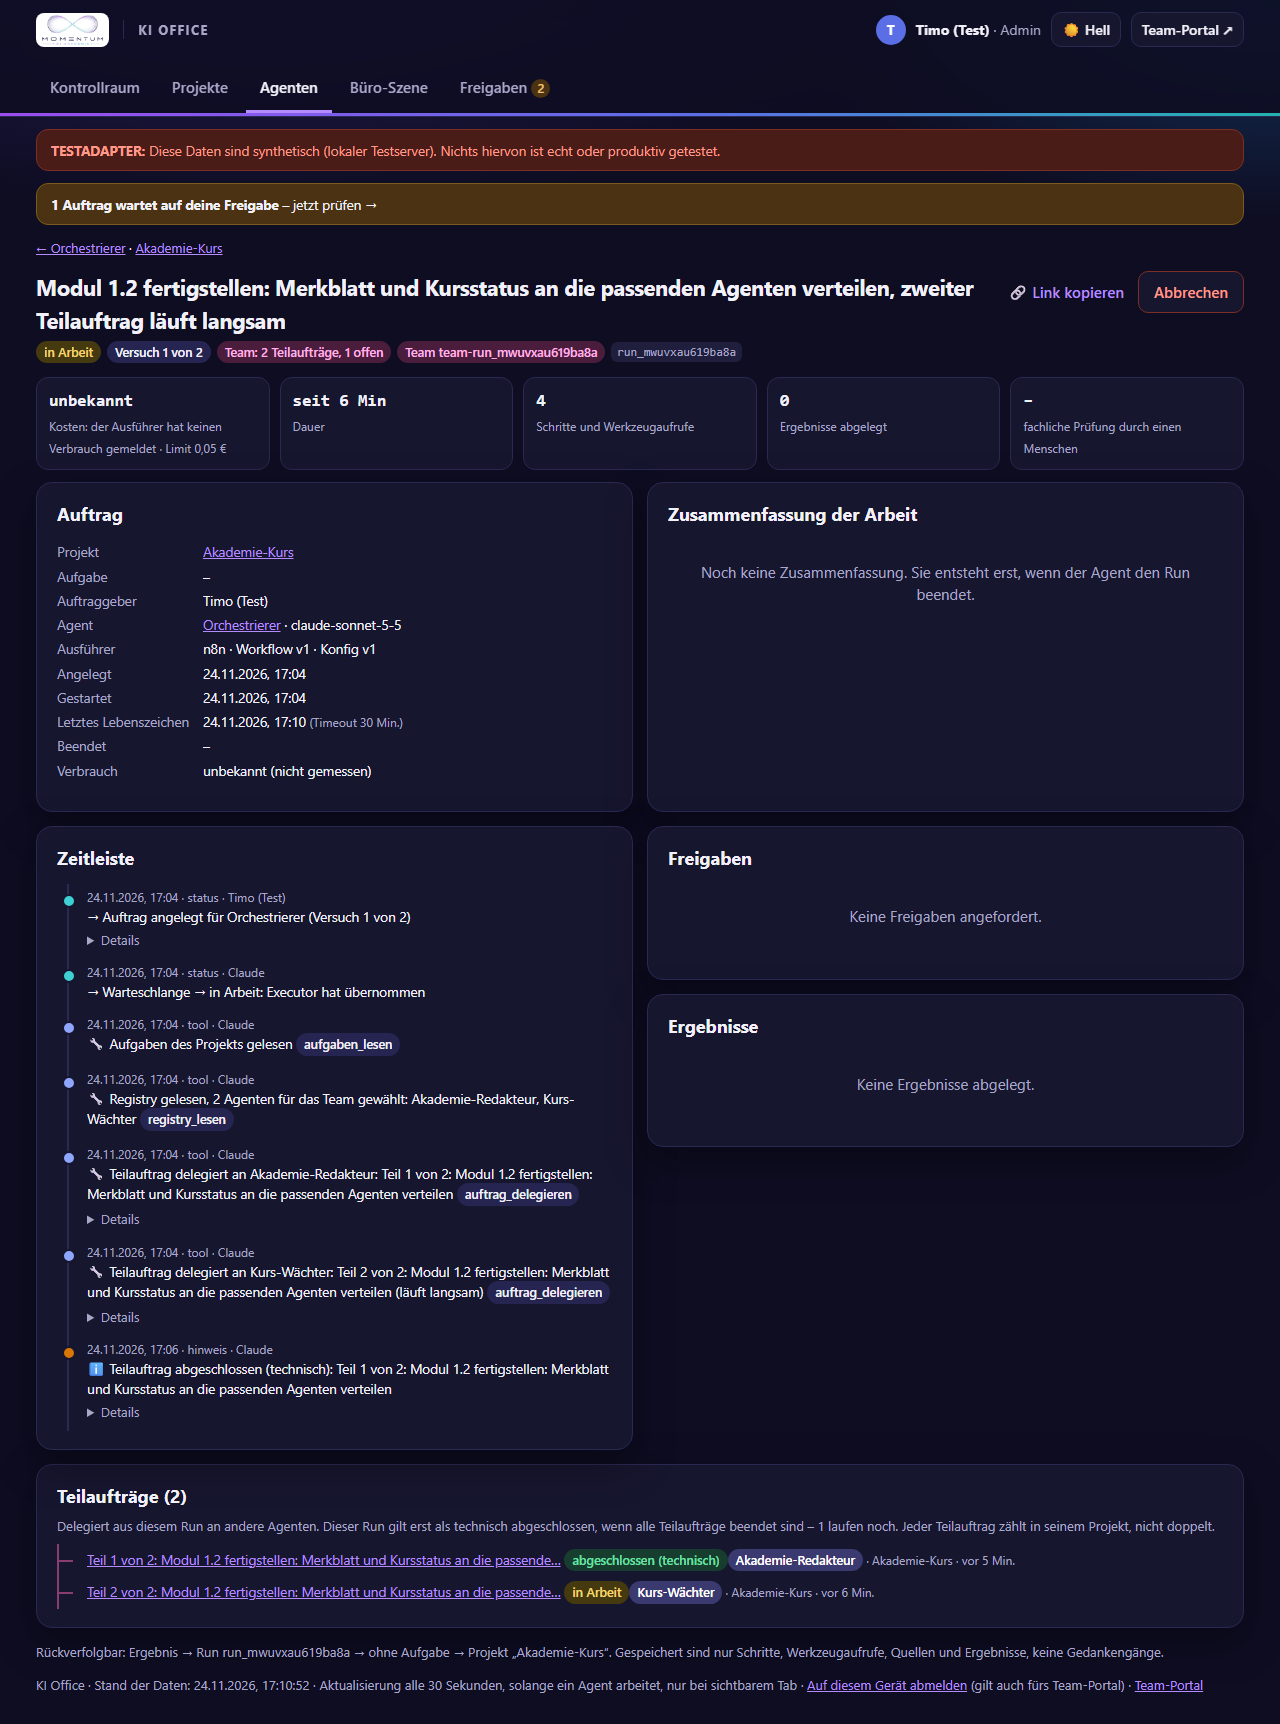 MOMENTUM
KI OFFICE
T Timo (Test) · Admin
Hell
Team-Portal ↗
Kontrollraum Projekte Agenten Büro-Szene Freigaben 2
TESTADAPTER: Diese Daten sind synthetisch (lokaler Testserver). Nichts hiervon ist echt oder produktiv getestet.
1 Auftrag wartet auf deine Freigabe – jetzt prüfen →
← Orchestrierer · Akademie-Kurs
Modul 1.2 fertigstellen: Merkblatt und Kursstatus an die passenden Agenten verteilen, zweiter
Teilauftrag läuft langsam
Link kopieren
Abbrechen
in Arbeit Versuch 1 von 2 Team: 2 Teilaufträge, 1 offen Team team-run_mwuvxau619ba8a run_mwuvxau619ba8a
unbekannt
Kosten: der Ausführer hat keinen
Verbrauch gemeldet · Limit 0,05 €
seit 6 Min
Dauer
4
Schritte und Werkzeugaufrufe
0
Ergebnisse abgelegt
–
fachliche Prüfung durch einen
Menschen
Auftrag
Projekt Akademie-Kurs
Aufgabe –
Auftraggeber Timo (Test)
Agent Orchestrierer · claude-sonnet-5-5
Ausführer n8n · Workflow v1 · Konfig v1
Angelegt 24.11.2026, 17:04
Gestartet 24.11.2026, 17:04
Letztes Lebenszeichen 24.11.2026, 17:10 (Timeout 30 Min.)
Beendet –
Verbrauch unbekannt (nicht gemessen)
Zusammenfassung der Arbeit
Noch keine Zusammenfassung. Sie entsteht erst, wenn der Agent den Run
beendet.
Zeitleiste
24.11.2026, 17:04 · status · Timo (Test)
→ Auftrag angelegt für Orchestrierer (Versuch 1 von 2)
▶ Details
24.11.2026, 17:04 · status · Claude
→ Warteschlange → in Arbeit: Executor hat übernommen
24.11.2026, 17:04 · tool · Claude
Aufgaben des Projekts gelesen aufgaben_lesen
24.11.2026, 17:04 · tool · Claude
Registry gelesen, 2 Agenten für das Team gewählt: Akademie-Redakteur, Kurs-
Wächter registry_lesen
24.11.2026, 17:04 · tool · Claude
Teilauftrag delegiert an Akademie-Redakteur: Teil 1 von 2: Modul 1.2 fertigstellen:
Merkblatt und Kursstatus an die passenden Agenten verteilen auftrag_delegieren
▶ Details
24.11.2026, 17:04 · tool · Claude
Teilauftrag delegiert an Kurs-Wächter: Teil 2 von 2: Modul 1.2 fertigstellen: Merkblatt
und Kursstatus an die passenden Agenten verteilen (läuft langsam) auftrag_delegieren
▶ Details
24.11.2026, 17:06 · hinweis · Claude
Teilauftrag abgeschlossen (technisch): Teil 1 von 2: Modul 1.2 fertigstellen: Merkblatt
und Kursstatus an die passenden Agenten verteilen
▶ Details
Freigaben
Keine Freigaben angefordert.
Ergebnisse
Keine Ergebnisse abgelegt.
Teilaufträge (2)
Delegiert aus diesem Run an andere Agenten. Dieser Run gilt erst als technisch abgeschlossen, wenn alle Teilaufträge beendet sind – 1 laufen noch. Jeder Teilauftrag zählt in seinem Projekt, nicht doppelt.
Teil 1 von 2: Modul 1.2 fertigstellen: Merkblatt und Kursstatus an die passende... abgeschlossen (technisch) Akademie-Redakteur · Akademie-Kurs · vor 5 Min.
Teil 2 von 2: Modul 1.2 fertigstellen: Merkblatt und Kursstatus an die passende... in Arbeit Kurs-Wächter · Akademie-Kurs · vor 6 Min.
Rückverfolgbar: Ergebnis → Run run_mwuvxau619ba8a → ohne Aufgabe → Projekt „Akademie-Kurs“. Gespeichert sind nur Schritte, Werkzeugaufrufe, Quellen und Ergebnisse, keine Gedankengänge.
KI Office · Stand der Daten: 24.11.2026, 17:10:52 · Aktualisierung alle 30 Sekunden, solange ein Agent arbeitet, nur bei sichtbarem Tab · Auf diesem Gerät abmelden (gilt auch fürs Team-Portal) · Team-Portal